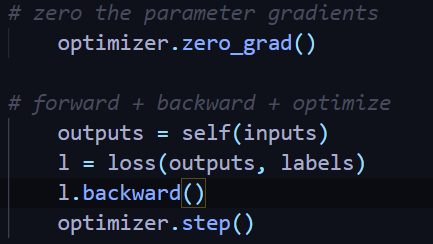 # zero the parameter gradients
optimizer.zero_grad()
# forward + backward + optimize
outputs = self(inputs)
l = loss(outputs, labels)
l.backward()
optimizer.step()